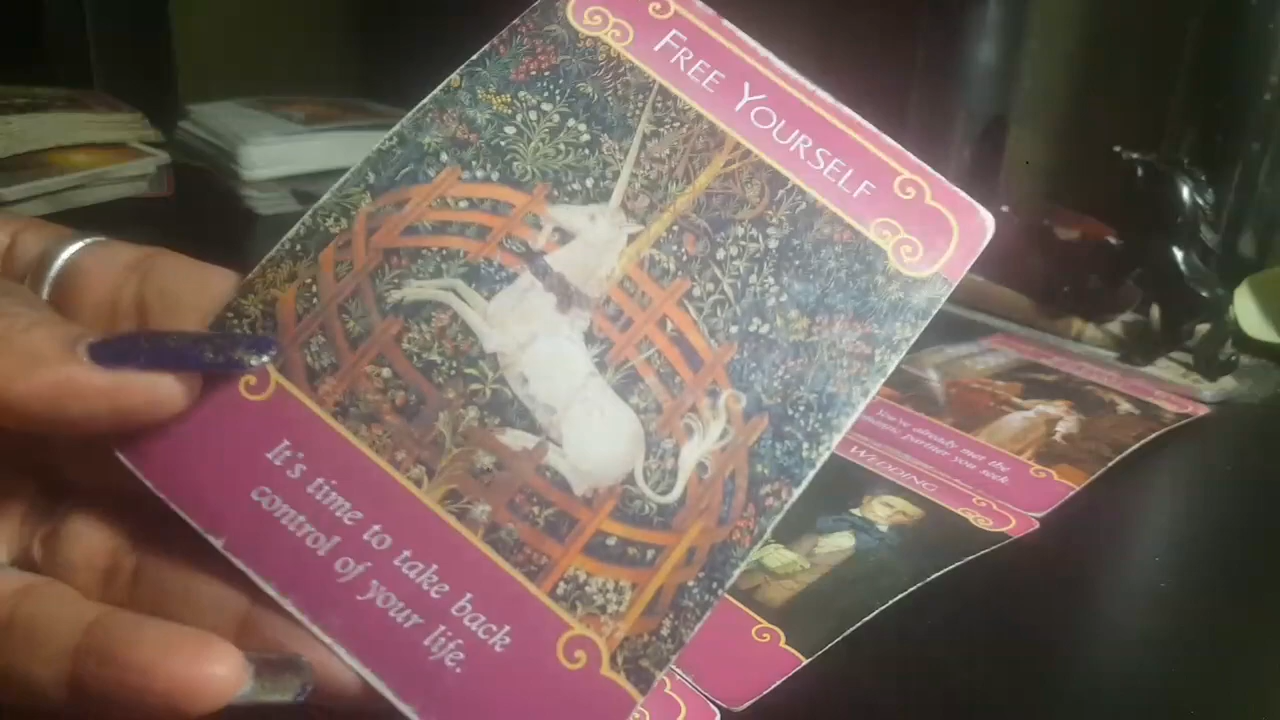 FREE YOURSELF
It's time to take back
control of your life.
You've already met the
romantic partner you seek.
WEDDING